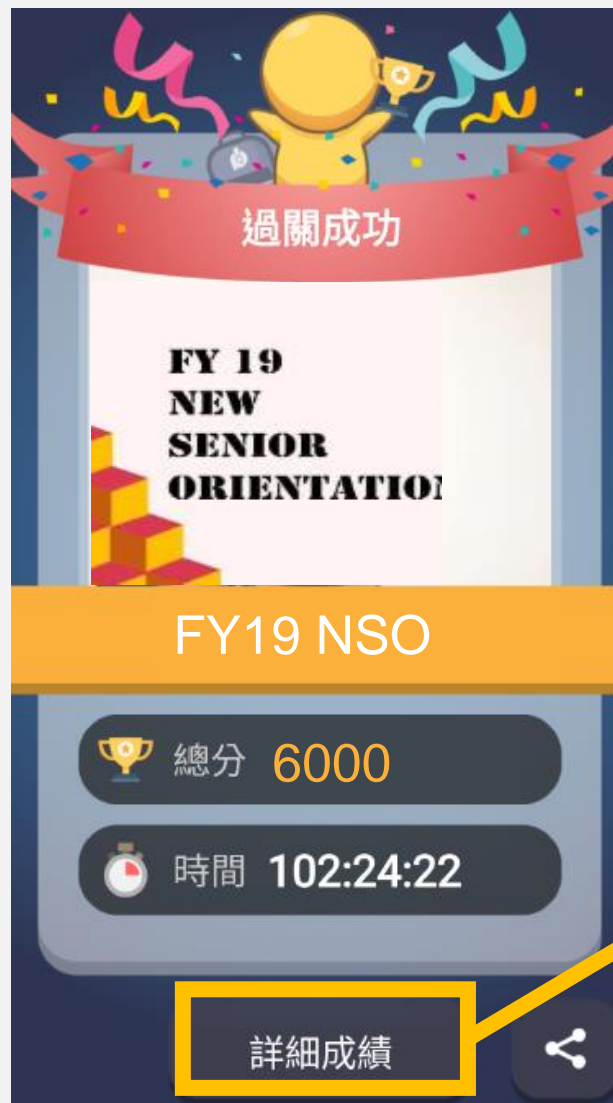 過關成功
FY 19
NEW
SENIOR
ORIENTATION
FY19 NSO
總分 6000
時間 102:24:22
詳細成績